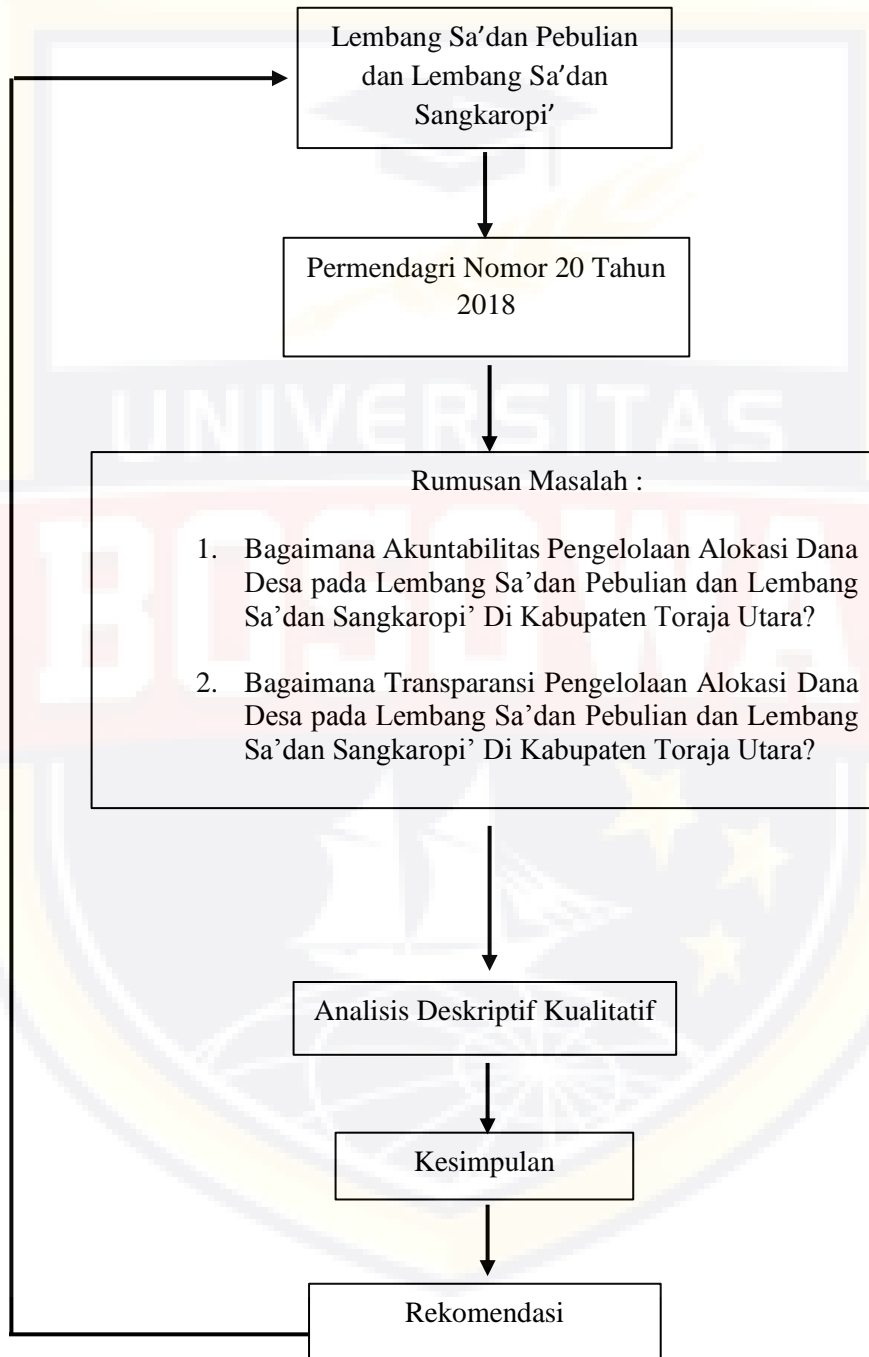 Lembang Sa’dan Pebulian
dan Lembang Sa’dan
Sangkaropi’
Permendagri Nomor 20 Tahun
2018
UNIVERSITAS
BOSOWA
Rumusan Masalah :
1. Bagaimana Akuntabilitas Pengelolaan Alokasi Dana
Desa pada Lembang Sa’dan Pebulian dan Lembang
Sa’dan Sangkaropi’ Di Kabupaten Toraja Utara?
2. Bagaimana Transparansi Pengelolaan Alokasi Dana
Desa pada Lembang Sa’dan Pebulian dan Lembang
Sa’dan Sangkaropi’ Di Kabupaten Toraja Utara?
Analisis Deskriptif Kualitatif
Kesimpulan
Rekomendasi